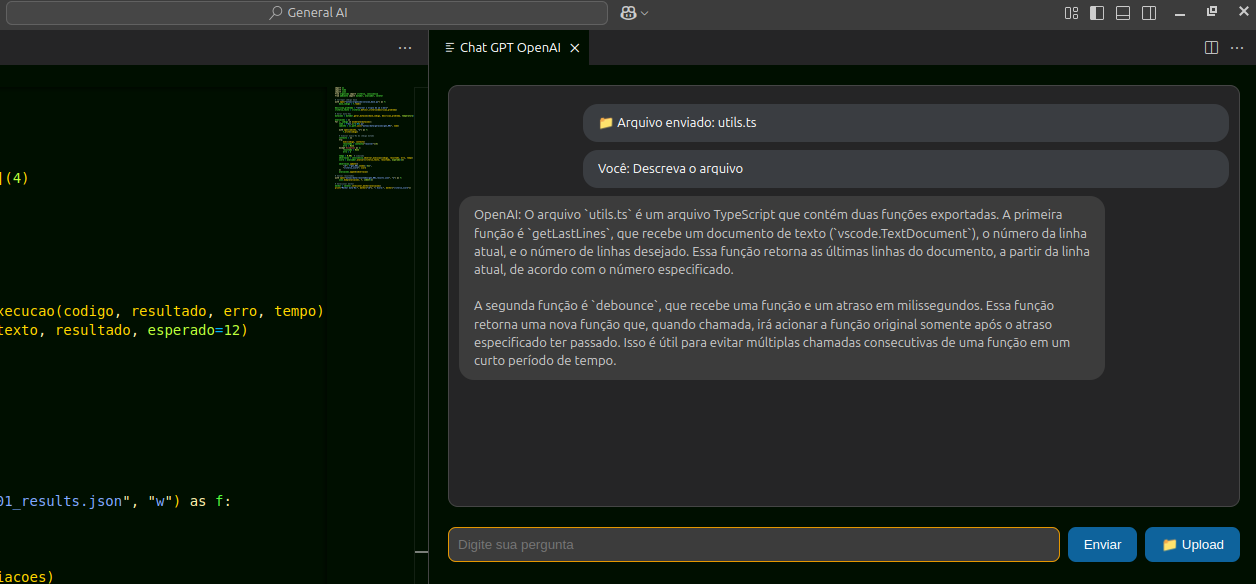 General AI
Chat GPT OpenAI
](4)
xecucao(codigo, resultado, erro, tempo)
texto, resultado, esperado=12)
01_results.json", "w") as f:
iacoes)
📁 Arquivo enviado: utils.ts
Você: Descreva o arquivo
OpenAI: O arquivo `utils.ts` é um arquivo TypeScript que contém duas funções exportadas. A primeira
função é `getLastLines`, que recebe um documento de texto (`vscode.TextDocument`), o número da linha
atual, e o número de linhas desejado. Essa função retorna as últimas linhas do documento, a partir da linha
atual, de acordo com o número especificado.
A segunda função é `debounce`, que recebe uma função e um atraso em milissegundos. Essa função
retorna uma nova função que, quando chamada, irá acionar a função original somente após o atraso
especificado ter passado. Isso é útil para evitar múltiplas chamadas consecutivas de uma função em um
curto período de tempo.
Digite sua pergunta
Enviar
📁 Upload